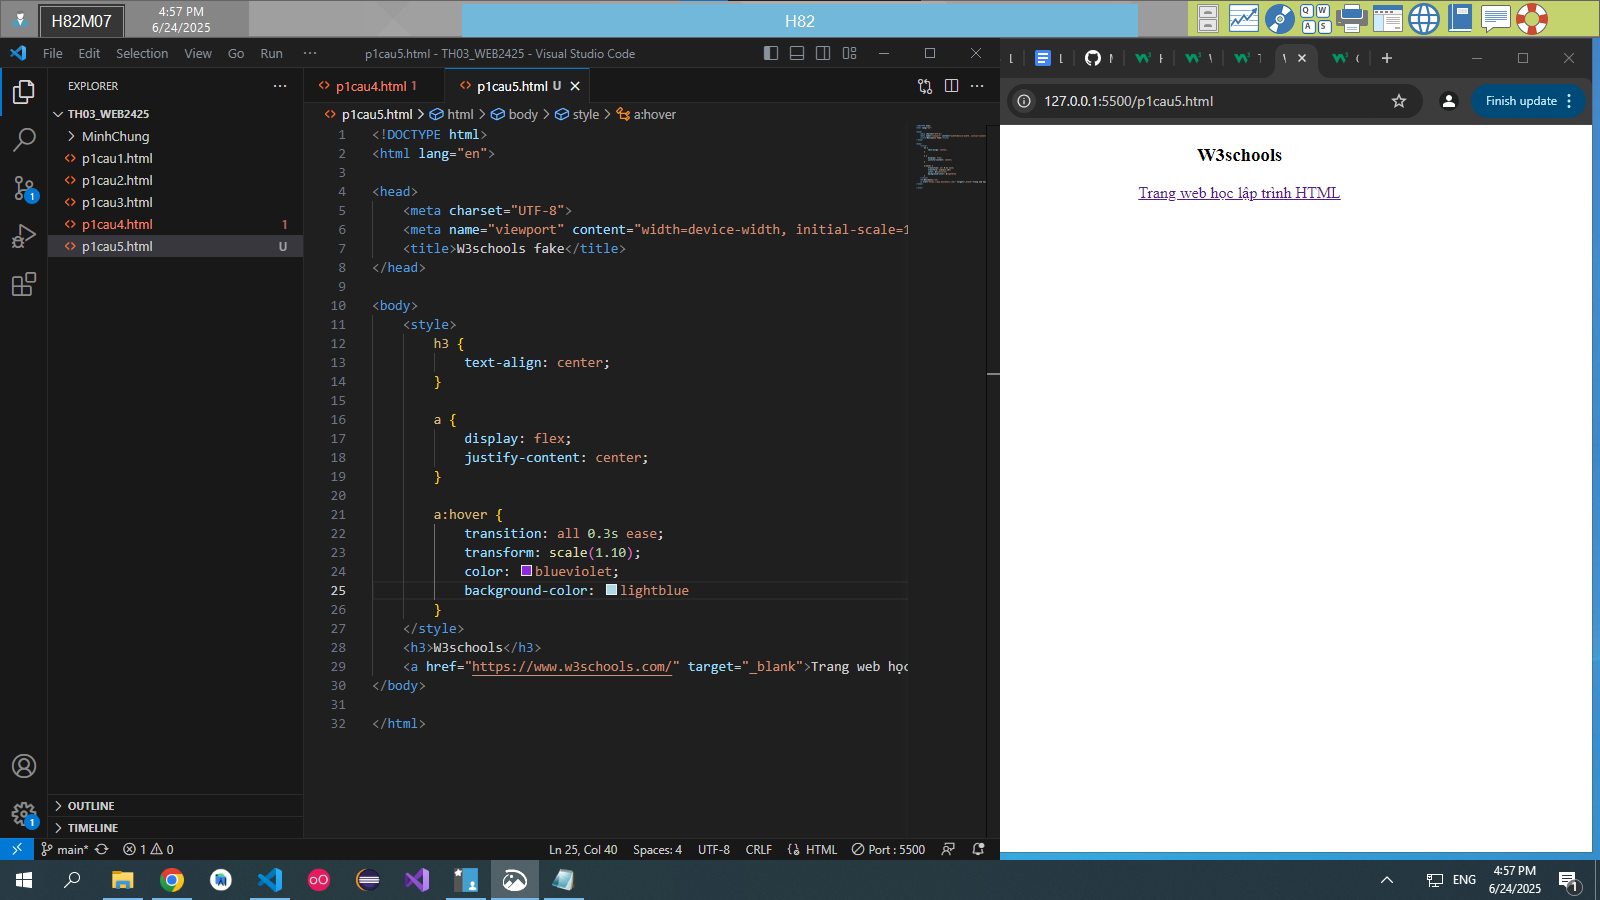 H82M07
4:57 PM
6/24/2025
H82
Q W
A S
File Edit Selection View Go Run ···
p1cau5.html - TH03_WEB2425 - Visual Studio Code
EXPLORER
TH03_WEB2425
MinhChung
p1cau1.html
p1cau2.html
p1cau3.html
p1cau4.html 1
p1cau5.html U
OUTLINE
TIMELINE
p1cau4.html 1
p1cau5.html U
p1cau5.html > html > body > style > a:hover
1 <!DOCTYPE html>
2 <html lang="en">
3
4 <head>
5 <meta charset="UTF-8">
6 <meta name="viewport" content="width=device-width, initial-scale=1
7 <title>W3schools fake</title>
8 </head>
9
10 <body>
11 <style>
12 h3 {
13 text-align: center;
14 }
15
16 a {
17 display: flex;
18 justify-content: center;
19 }
20
21 a:hover {
22 transition: all 0.3s ease;
23 transform: scale(1.10);
24 color: blueviolet;
25 background-color: lightblue
26 }
27 </style>
28 <h3>W3schools</h3>
29 <a href="https://www.w3schools.com/" target="_blank">Trang web học
30 </body>
31
32 </html>
1
1
main* 1 0
Ln 25, Col 40 Spaces: 4 UTF-8 CRLF HTML Port : 5500
127.0.0.1:5500/p1cau5.html
Finish update
W3schools
Trang web học lập trình HTML
ENG
4:57 PM
6/24/2025
1